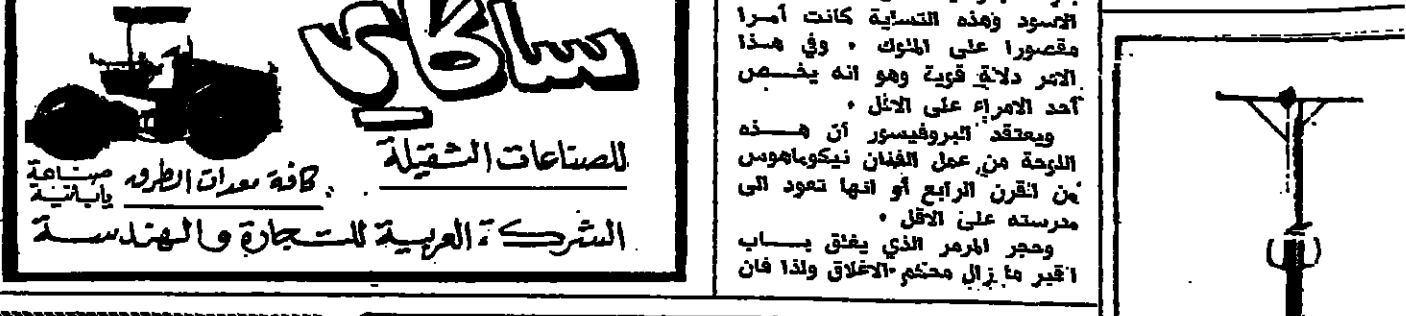 الاسود وهذه التسلية كانت أمرا
مقصورا على الملوك . وفي هذا
الامر دلالة قوية وهو انه يخص
أحد الامراء على الاقل .
ويعتقد البروفيسور أن هذه
اللوحة من عمل الفنان نيكوماهوس
من القرن الرابع أو انها تعود الى
مدرسته على الاقل .
وحجر المرمر الذي يغلق باب
القبر ما زال محكم الاغلاق ولذا فان
ساكاي
للصناعات الثقيلة
كافة معدات الطرق
صناعة
يابانية
الشركة العربية للتجارة والهندسة